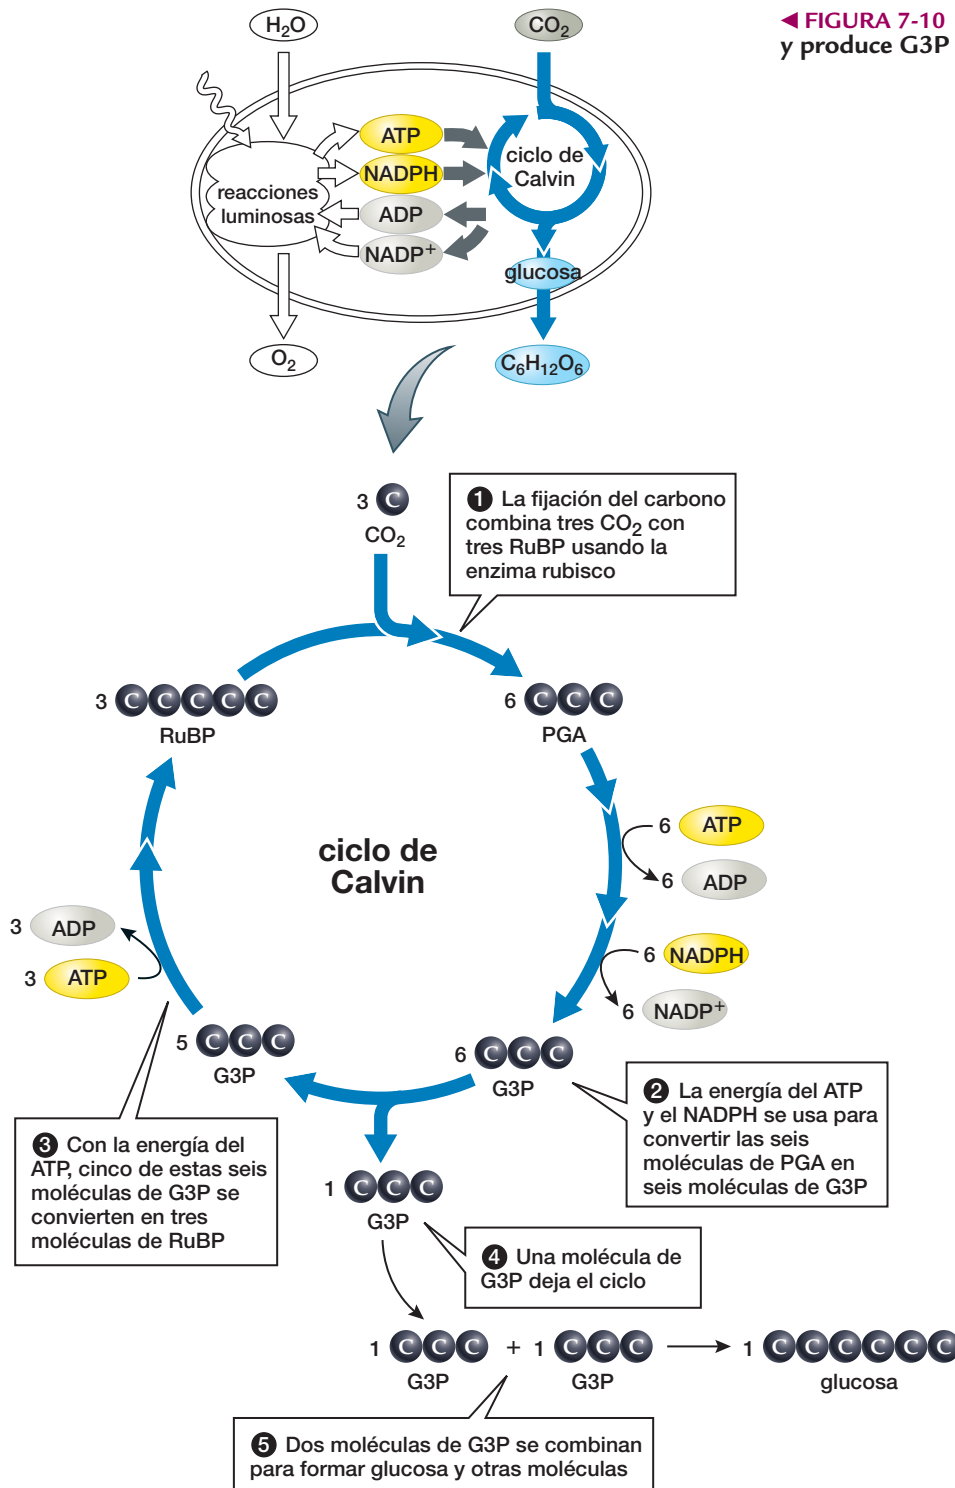 ◀ FIGURA 7-10
y produce G3P
H₂O
CO₂
ATP
NADPH
ADP
NADP⁺
reacciones
luminosas
ciclo de
Calvin
glucosa
O₂
C₆H₁₂O₆
3 C
CO₂
❶ La fijación del carbono
combina tres CO₂ con
tres RuBP usando la
enzima rubisco
3 C C C C C
RuBP
6 C C C
PGA
6 ATP
6 ADP
ciclo de
Calvin
3 ADP
3 ATP
6 NADPH
6 NADP⁺
5 C C C
G3P
6 C C C
G3P
❷ La energía del ATP
y el NADPH se usa para
convertir las seis
moléculas de PGA en
seis moléculas de G3P
❸ Con la energía del
ATP, cinco de estas seis
moléculas de G3P se
convierten en tres
moléculas de RuBP
1 C C C
G3P
❹ Una molécula de
G3P deja el ciclo
1 C C C + 1 C C C 1 C C C C C C
G3P G3P glucosa
❺ Dos moléculas de G3P se combinan
para formar glucosa y otras moléculas